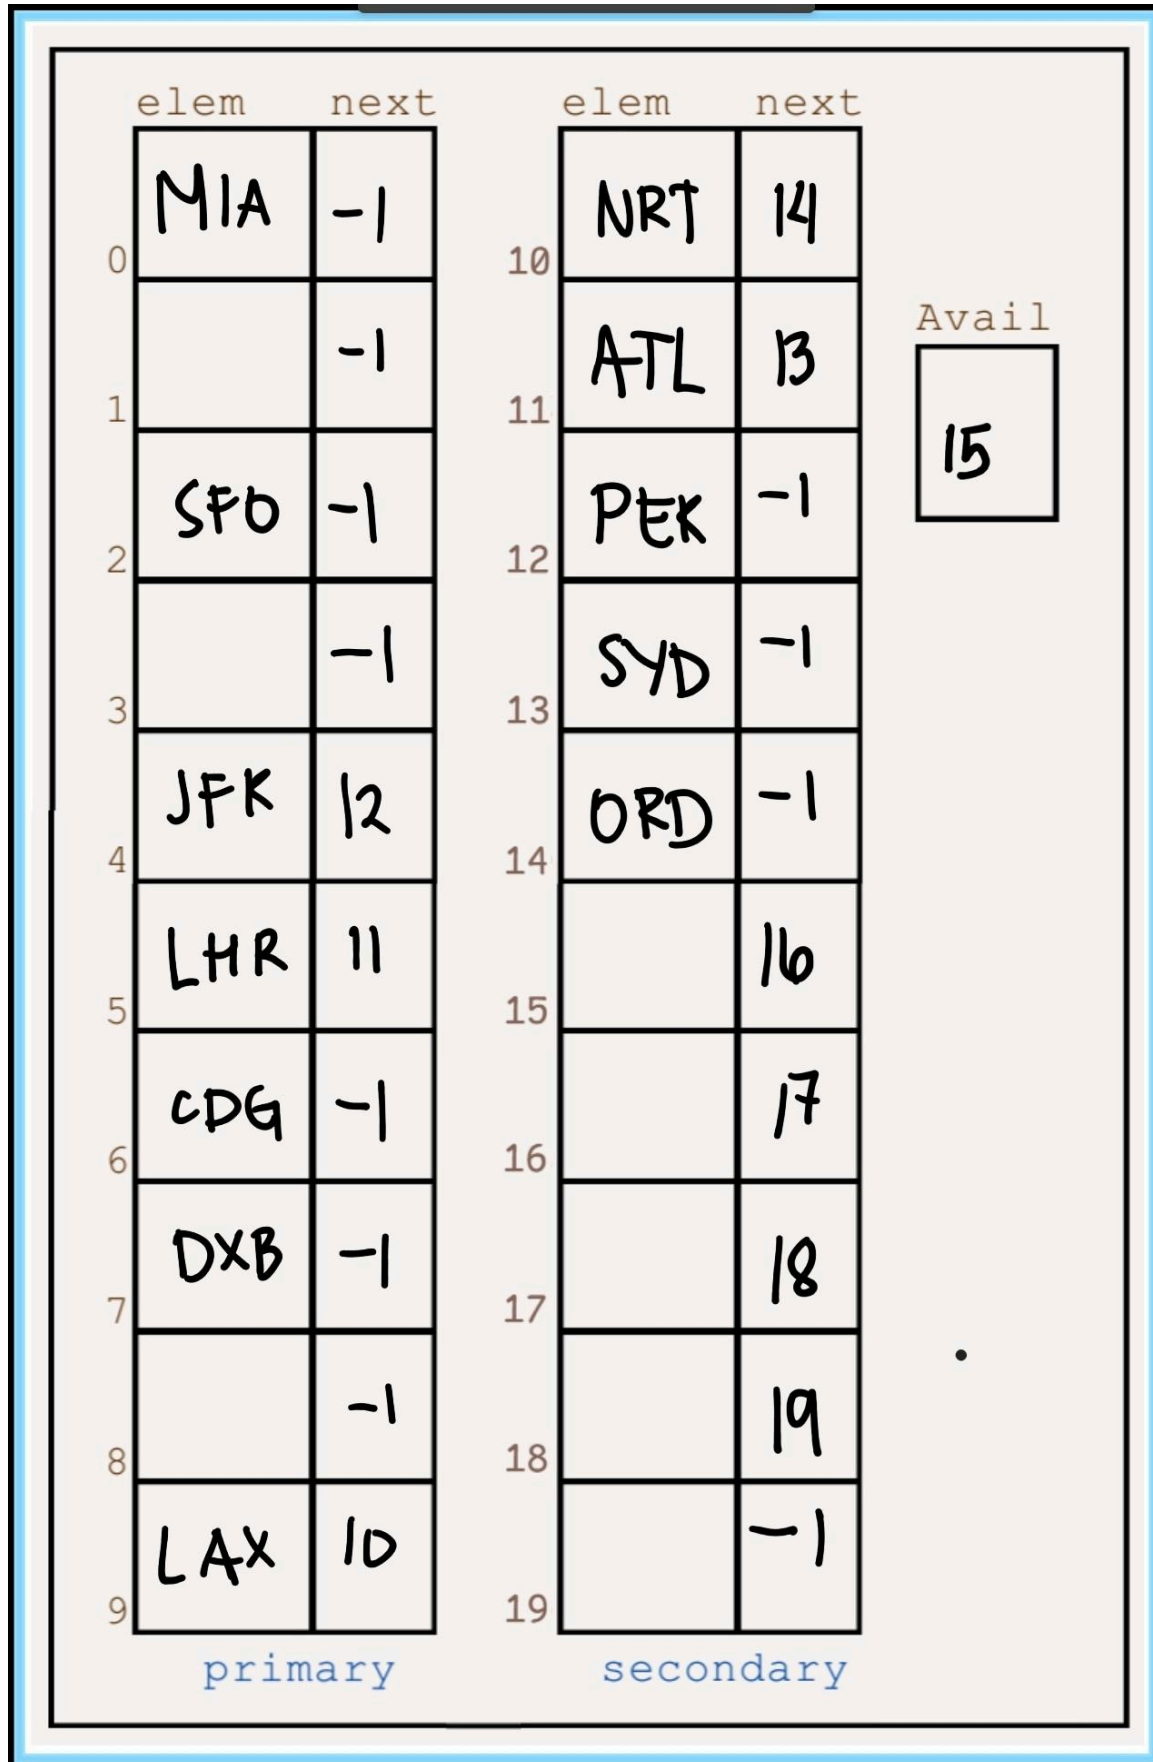 elem next elem next
MIA -1 NRT 14
0 10
Avail
-1 ATL 13
1 11
15
SFO -1 PEK -1
2 12
-1 SYD -1
3 13
JFK 12 ORD -1
4 14
LHR 11 16
5 15
CDG -1 17
6 16
DXB -1 18
7 17
-1 19
8 18
LAX 10 -1
9 19
primary secondary